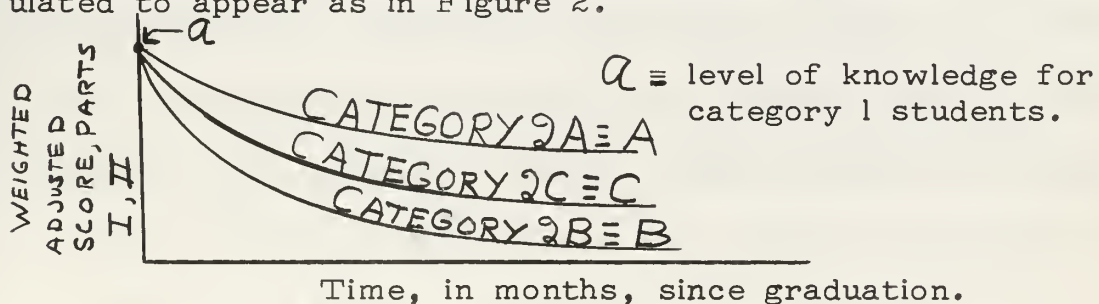 ulated to appear as in Figure 2.
a
a ≡ level of knowledge for
category 1 students.
WEIGHTED
ADJUSTED
SCORE, PARTS
I, II
CATEGORY 2A ≡ A
CATEGORY 2C ≡ C
CATEGORY 2B ≡ B
Time, in months, since graduation.